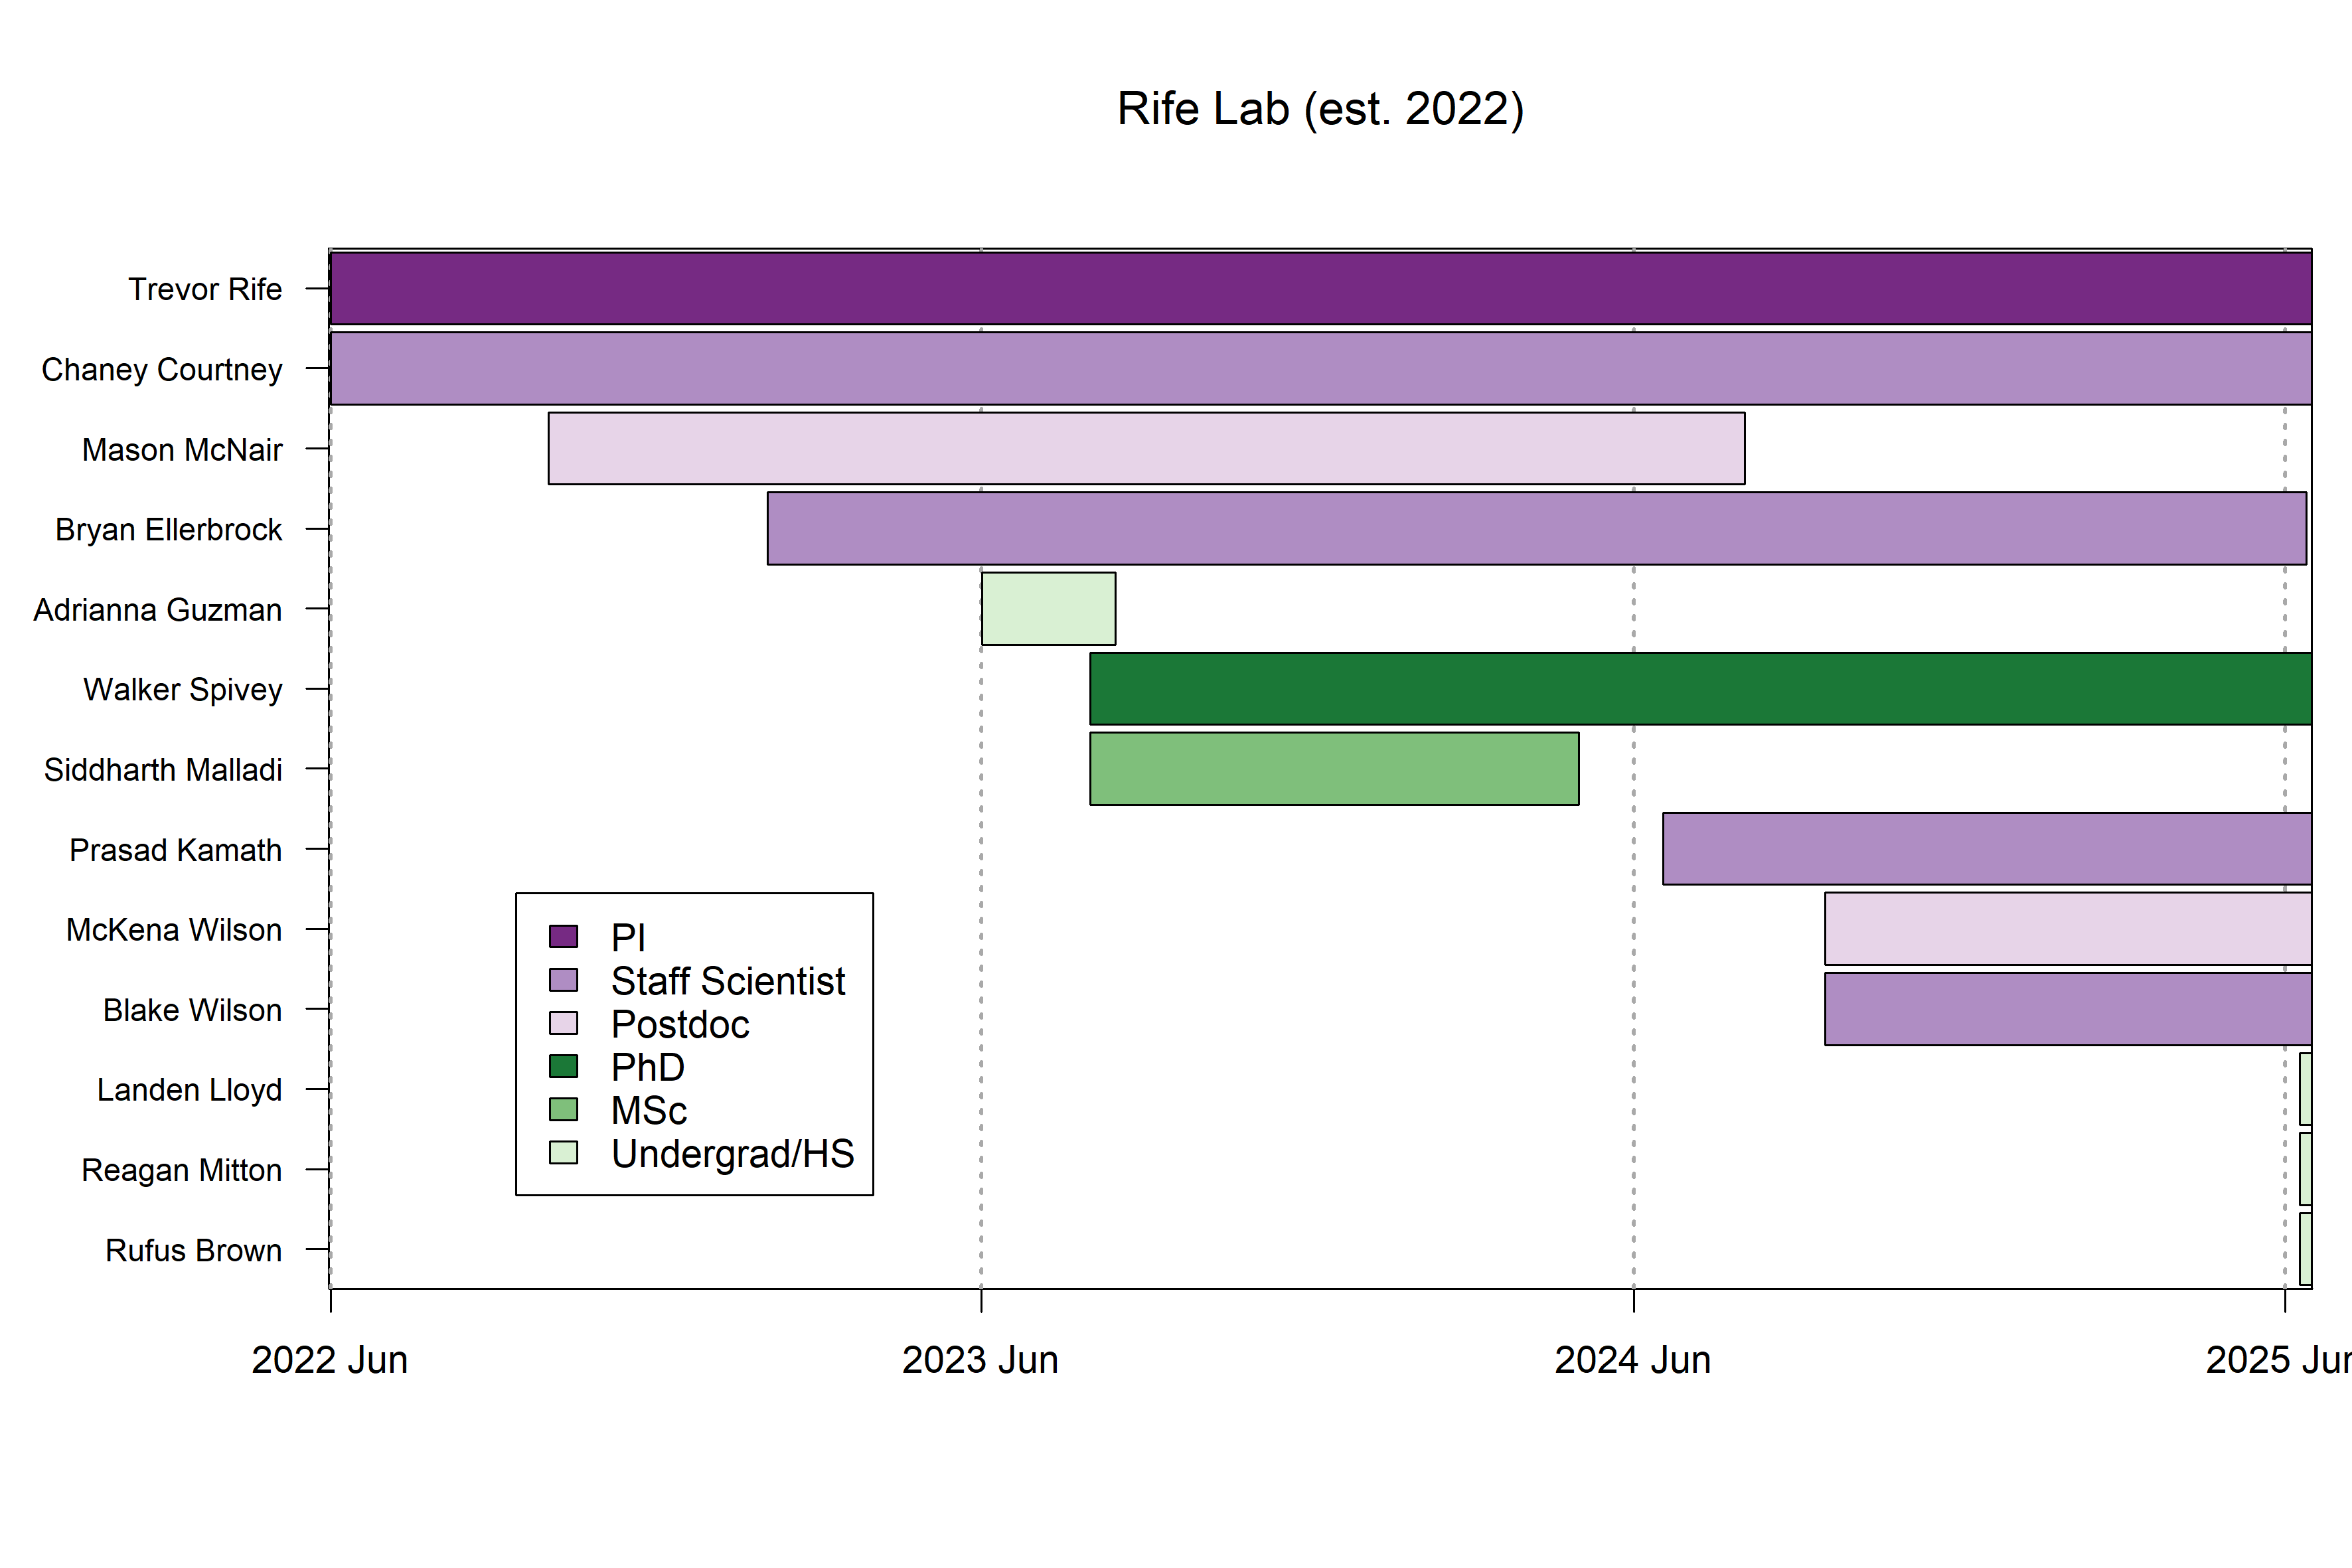 Rife Lab (est. 2022)
Trevor Rife
Chaney Courtney
Mason McNair
Bryan Ellerbrock
Adrianna Guzman
Walker Spivey
Siddharth Malladi
Prasad Kamath
McKena Wilson
Blake Wilson
Landen Lloyd
Reagan Mitton
Rufus Brown
PI
Staff Scientist
Postdoc
PhD
MSc
Undergrad/HS
2022 Jun
2023 Jun
2024 Jun
2025 Jun